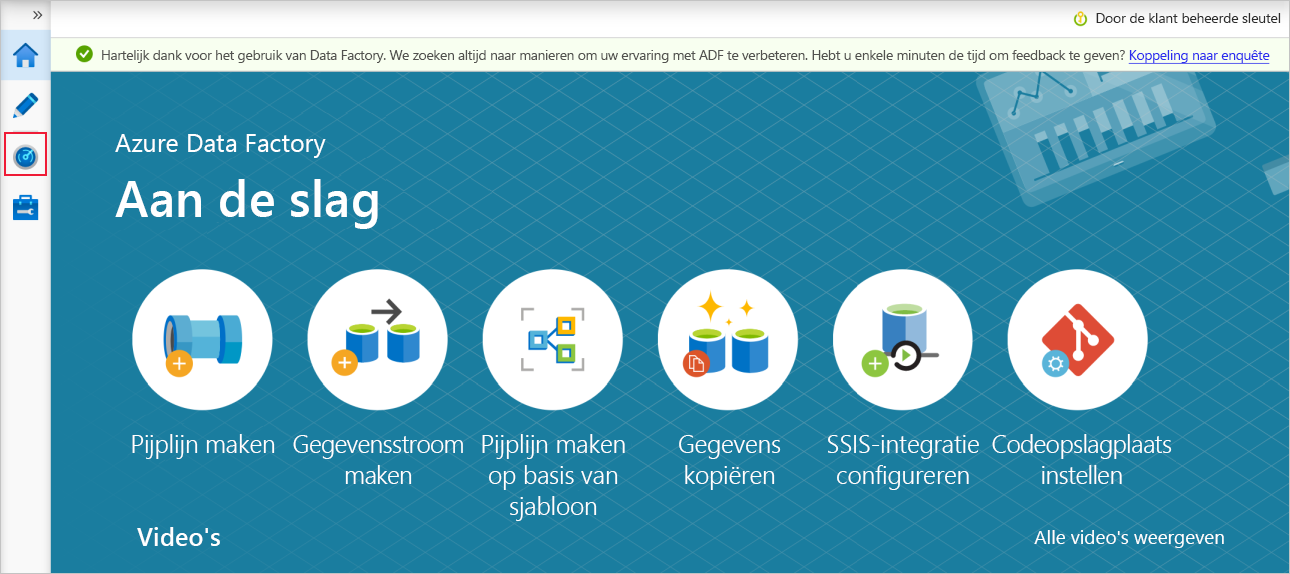 »
Door de klant beheerde sleutel
Hartelijk dank voor het gebruik van Data Factory. We zoeken altijd naar manieren om uw ervaring met ADF te verbeteren. Hebt u enkele minuten de tijd om feedback te geven? Koppeling naar enquête
Azure Data Factory
Aan de slag
Pijplijn maken
Gegevensstroom
maken
Pijplijn maken
op basis van
sjabloon
Gegevens
kopiëren
SSIS-integratie
configureren
Codeopslagplaats
instellen
Video's
Alle video's weergeven